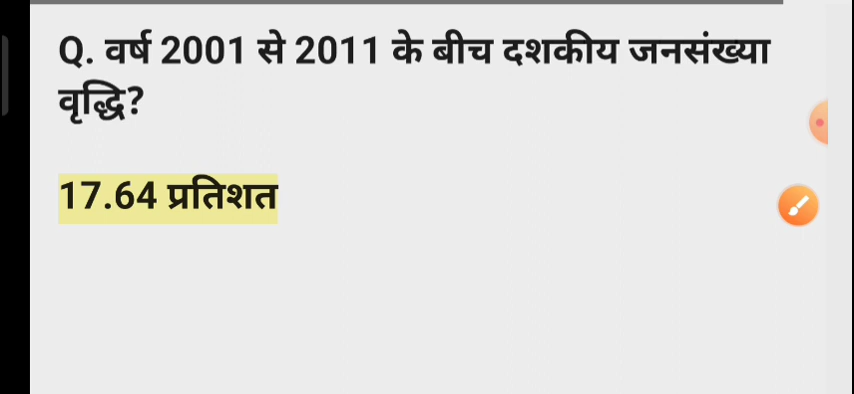 Q. वर्ष 2001 से 2011 के बीच दशकीय जनसंख्या
वृद्धि?
17.64 प्रतिशत